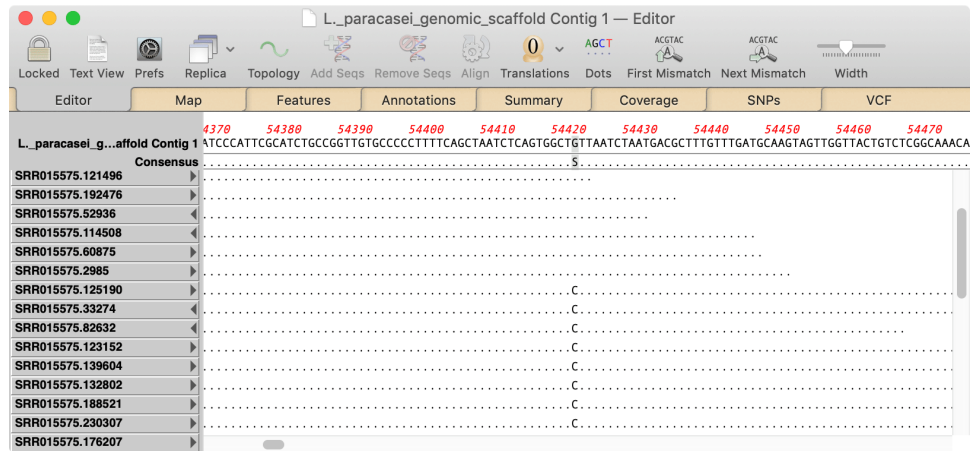 L._paracasei_genomic_scaffold Contig 1 — Editor
ACGTAC ACGTAC
0 AGCT A A
Locked Text View Prefs Replica Topology Add Seqs Remove Seqs Align Translations Dots First Mismatch Next Mismatch Width
Editor Map Features Annotations Summary Coverage SNPs VCF
4370 54380 54390 54400 54410 54420 54430 54440 54450 54460 54470
L._paracasei_g...affold Contig 1 ATCCCATTCGCATCTGCCGGTTGTGCCCCCTTTTCAGCTAATCTCAGTGGCTGTTAATCTAATGACGCTTTGTTTGATGCAAGTAGTTGGTTACTGTCTCGGCAAACA
Consensus S
SRR015575.121496
SRR015575.192476
SRR015575.52936
SRR015575.114508
SRR015575.60875
SRR015575.2985
SRR015575.125190 C
SRR015575.33274 C
SRR015575.82632 C
SRR015575.123152 C
SRR015575.139604 C
SRR015575.132802 C
SRR015575.188521 C
SRR015575.230307 C
SRR015575.176207